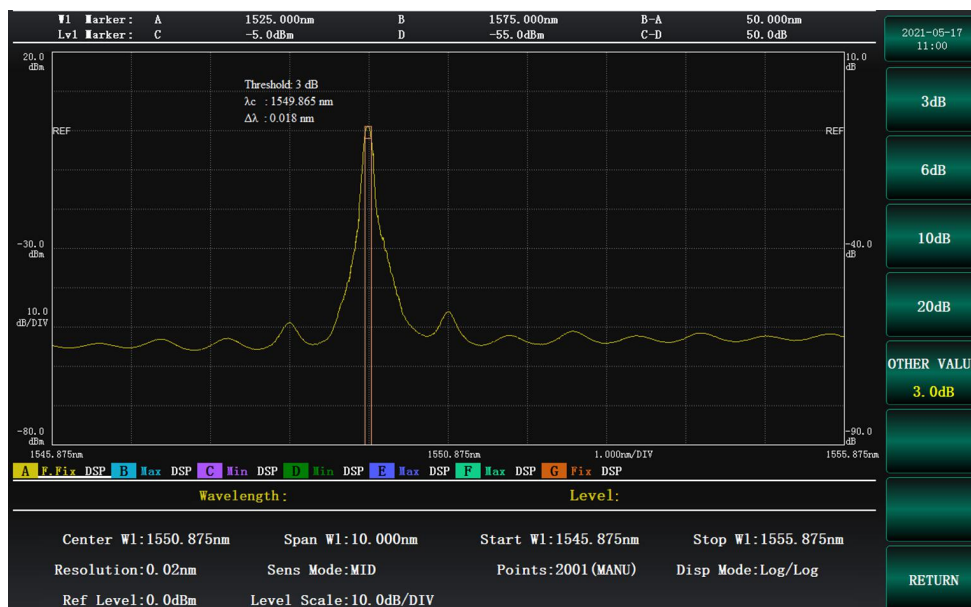 Wl Marker: A 1525.000nm B 1575.000nm B-A 50.000nm
Lvl Marker: C -5.0dBm D -55.0dBm C-D 50.0dB
2021-05-17
11:00
20.0
dBm
10.0
dB
Threshold: 3 dB
λc : 1549.865 nm
Δλ : 0.018 nm
3dB
REF REF
6dB
-30.0
dBm
-40.0
dB
10dB
10.0
dB/DIV
20dB
OTHER VALU
3.0dB
-80.0
dBm
-90.0
dB
1545.875nm 1550.875nm 1.000nm/DIV 1555.875nm
A F.Fix DSP B Max DSP C Min DSP D Min DSP E Max DSP F Max DSP G Fix DSP
Wavelength: Level:
Center Wl:1550.875nm Span Wl:10.000nm Start Wl:1545.875nm Stop Wl:1555.875nm
Resolution:0.02nm Sens Mode:MID Points:2001(MANU) Disp Mode:Log/Log
Ref Level:0.0dBm Level Scale:10.0dB/DIV
RETURN